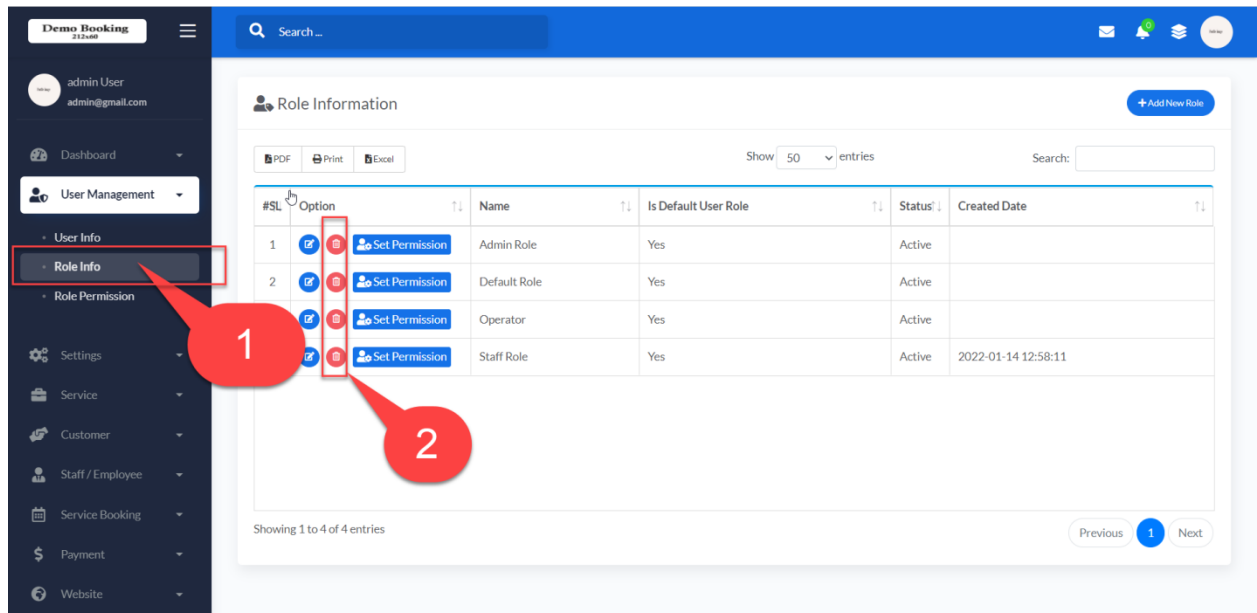 Demo Booking
212x60
Search ...
0
admin User
admin@gmail.com
Role Information
+ Add New Role
Dashboard
PDF Print Excel
Show 50 entries
Search:
User Management
#SL Option Name Is Default User Role Status Created Date
User Info
1 Set Permission Admin Role Yes Active
Role Info
2 Set Permission Default Role Yes Active
Role Permission
Set Permission Operator Yes Active
1
Settings
Set Permission Staff Role Yes Active 2022-01-14 12:58:11
Service
Customer
2
Staff / Employee
Service Booking
Showing 1 to 4 of 4 entries
Previous 1 Next
Payment
Website